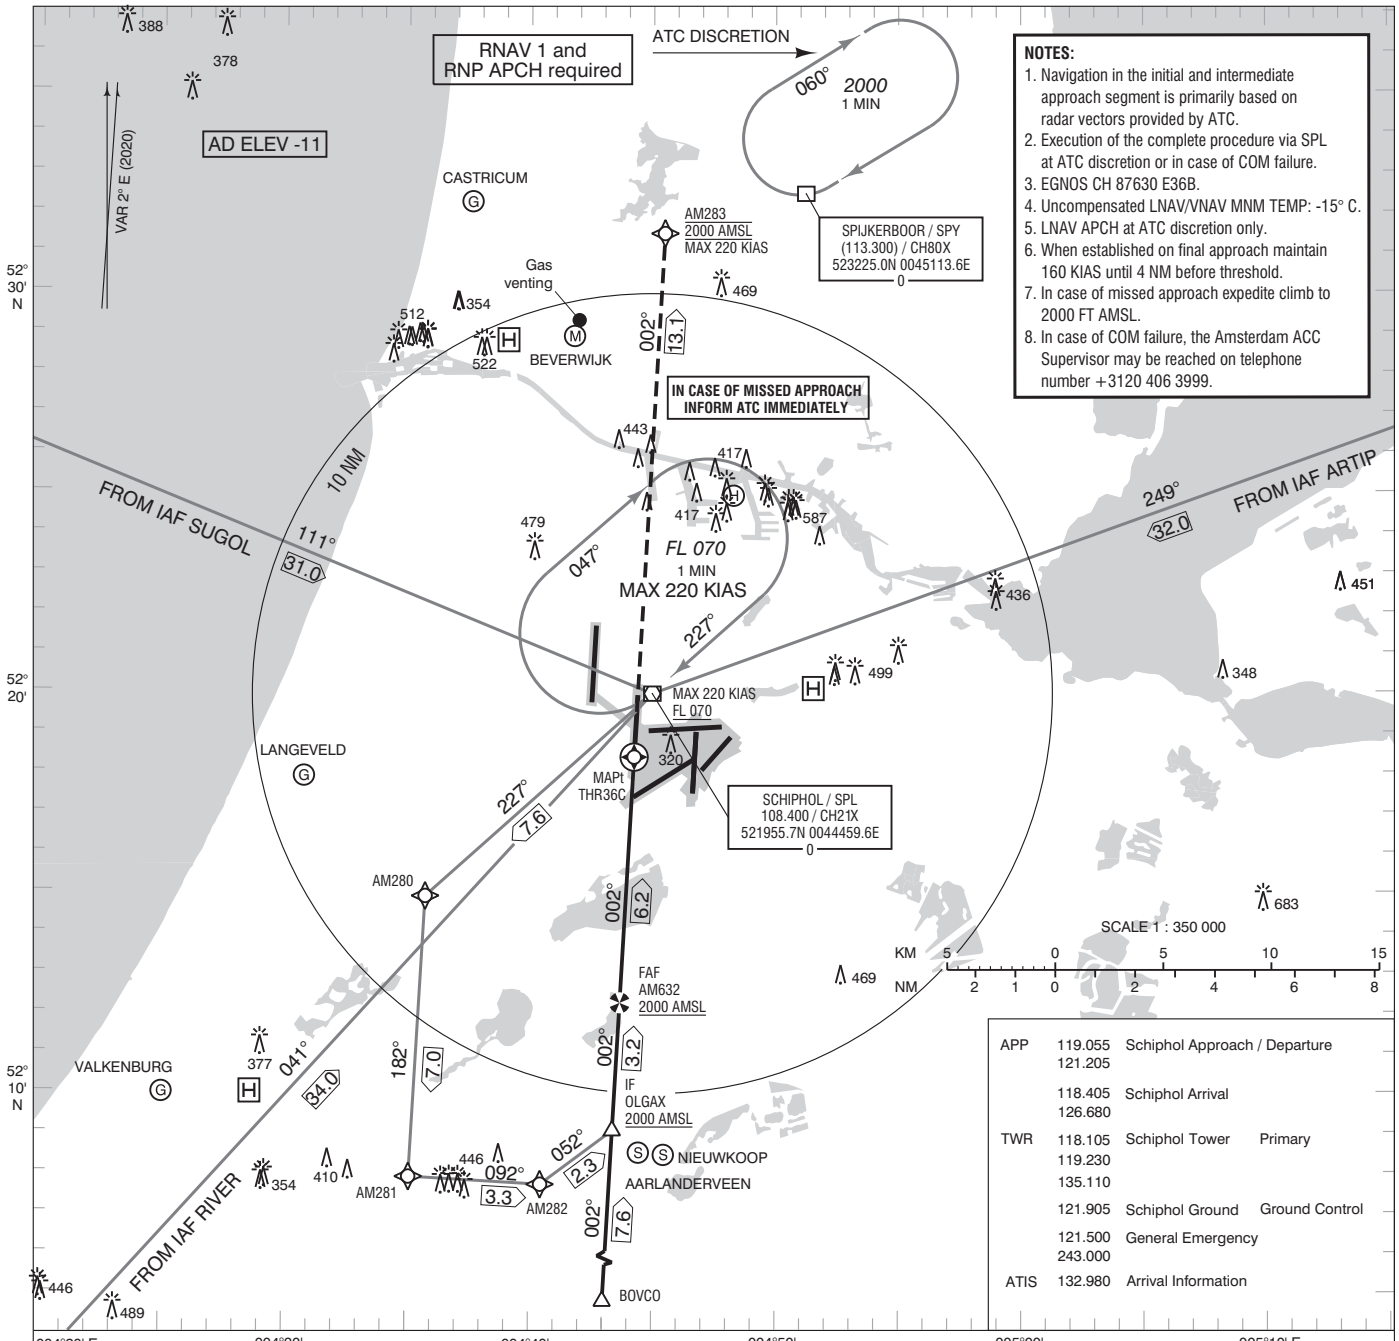 388
378
RNAV 1 and
RNP APCH required
ATC DISCRETION
060°
2000
1 MIN
NOTES:
1. Navigation in the initial and intermediate
approach segment is primarily based on
radar vectors provided by ATC.
2. Execution of the complete procedure via SPL
at ATC discretion or in case of COM failure.
3. EGNOS CH 87630 E36B.
4. Uncompensated LNAV/VNAV MNM TEMP: -15° C.
5. LNAV APCH at ATC discretion only.
6. When established on final approach maintain
160 KIAS until 4 NM before threshold.
7. In case of missed approach expedite climb to
2000 FT AMSL.
8. In case of COM failure, the Amsterdam ACC
Supervisor may be reached on telephone
number +3120 406 3999.
VAR 2° E (2020)
AD ELEV -11
CASTRICUM
G
AM283
2000 AMSL
MAX 220 KIAS
SPIJKERBOOR / SPY
(113.300) / CH80X
523225.0N 0045113.6E
0
52°
30'
N
Gas
venting
469
354
512
522
H
M
BEVERWIJK
002°
13.1
IN CASE OF MISSED APPROACH
INFORM ATC IMMEDIATELY
10 NM
443
417
H
417
587
479
047°
FL 070
1 MIN
MAX 220 KIAS
227°
FROM IAF SUGOL
111°
31.0
249°
FROM IAF ARTIP
32.0
436
451
499
H
348
52°
20'
N
MAX 220 KIAS
FL 070
320
MAPt
THR36C
LANGEVELD
G
SCHIPHOL / SPL
108.400 / CH21X
521955.7N 0044459.6E
0
227°
7.6
AM280
002°
6.2
683
SCALE 1 : 350 000
KM
5
0
5
10
15
NM
2
1
0
2
4
6
8
469
FAF
AM632
2000 AMSL
377
VALKENBURG
G
H
041°
34.0
182°
7.0
002°
3.2
52°
10'
N
IF
OLGAX
2000 AMSL
052°
2.3
S
S
NIEUWKOOP
AARLANDERVEEN
354
410
446
092°
3.3
AM281
AM282
002°
7.6
FROM IAF RIVER
446
489
BOVCO
APP
119.055 Schiphol Approach / Departure
121.205
118.405 Schiphol Arrival
126.680
TWR
118.105 Schiphol Tower Primary
119.230
135.110
121.905 Schiphol Ground Ground Control
121.500 General Emergency
243.000
ATIS
132.980 Arrival Information